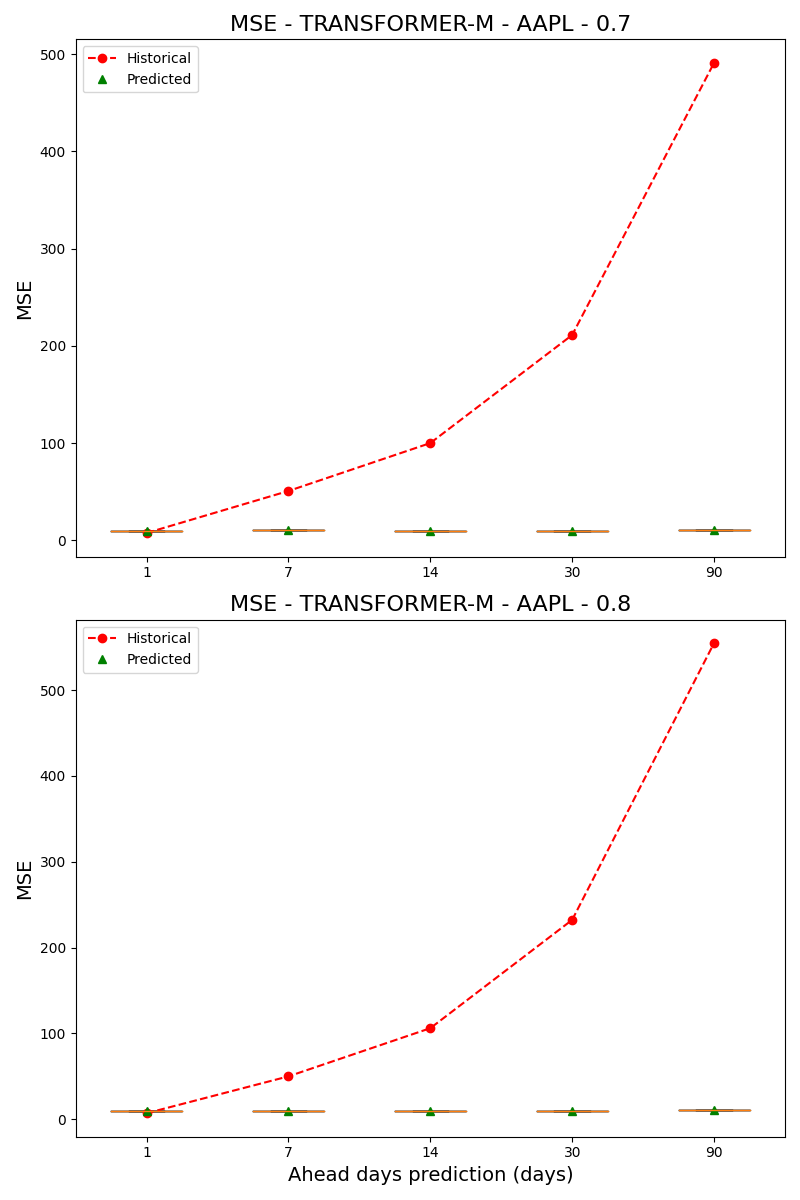 MSE - TRANSFORMER-M - AAPL - 0.7
500
400
300
200
100
0
MSE
Historical
Predicted
1 7 14 30 90
MSE - TRANSFORMER-M - AAPL - 0.8
500
400
300
200
100
0
MSE
Historical
Predicted
1 7 14 30 90
Ahead days prediction (days)